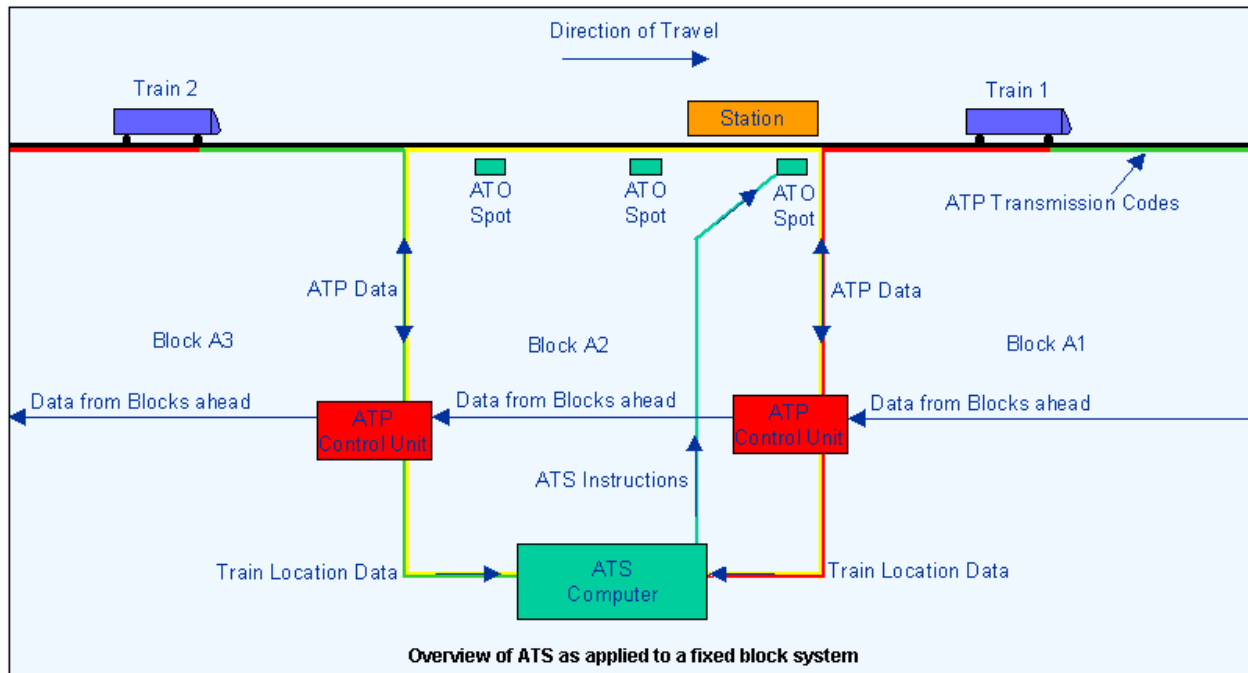 Direction of Travel
Train 2
Train 1
Station
ATO
Spot
ATO
Spot
ATO
Spot
ATP Transmission Codes
ATP Data
ATP Data
Block A3
Block A2
Block A1
Data from Blocks ahead
Data from Blocks ahead
Data from Blocks ahead
ATP
Control Unit
ATP
Control Unit
ATS Instructions
Train Location Data
ATS
Computer
Train Location Data
Overview of ATS as applied to a fixed block system